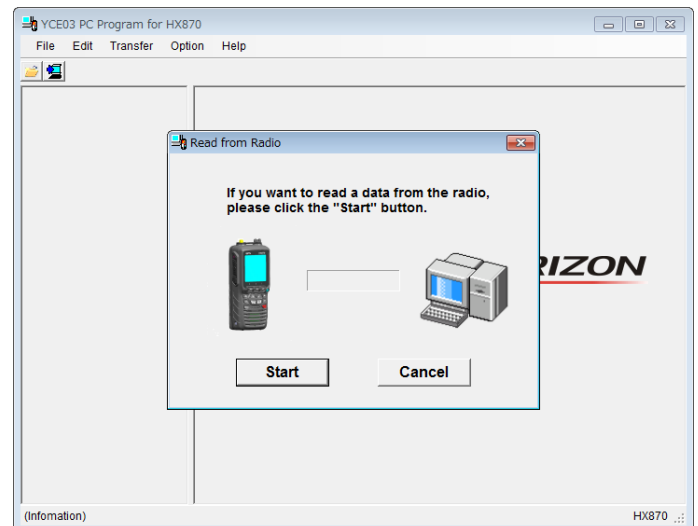 YCE03 PC Program for HX870
File Edit Transfer Option Help
Read from Radio
If you want to read a data from the radio,
please click the "Start" button.
RIZON
Start Cancel
(Infomation) HX870